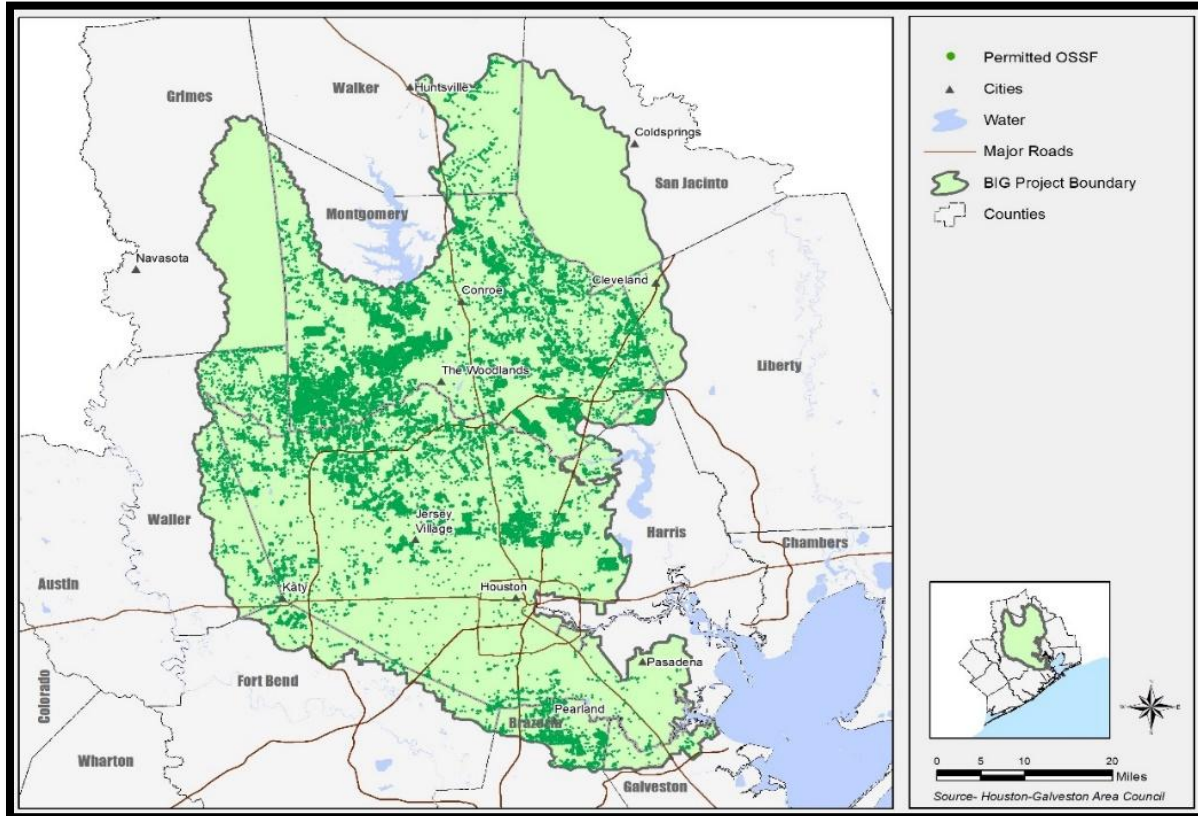 Grimes
Walker
Huntsville
Coldsprings
San Jacinto
Montgomery
Navasota
Cleveland
Conroe
Liberty
The Woodlands
Waller
Jersey
Village
Harris
Chambers
Austin
Katy
Houston
Pasadena
Fort Bend
Colorado
Pearland
Brazoria
Wharton
Galveston
Permitted OSSF
Cities
Water
Major Roads
BIG Project Boundary
Counties
0 5 10 20
Miles
Source- Houston-Galveston Area Council